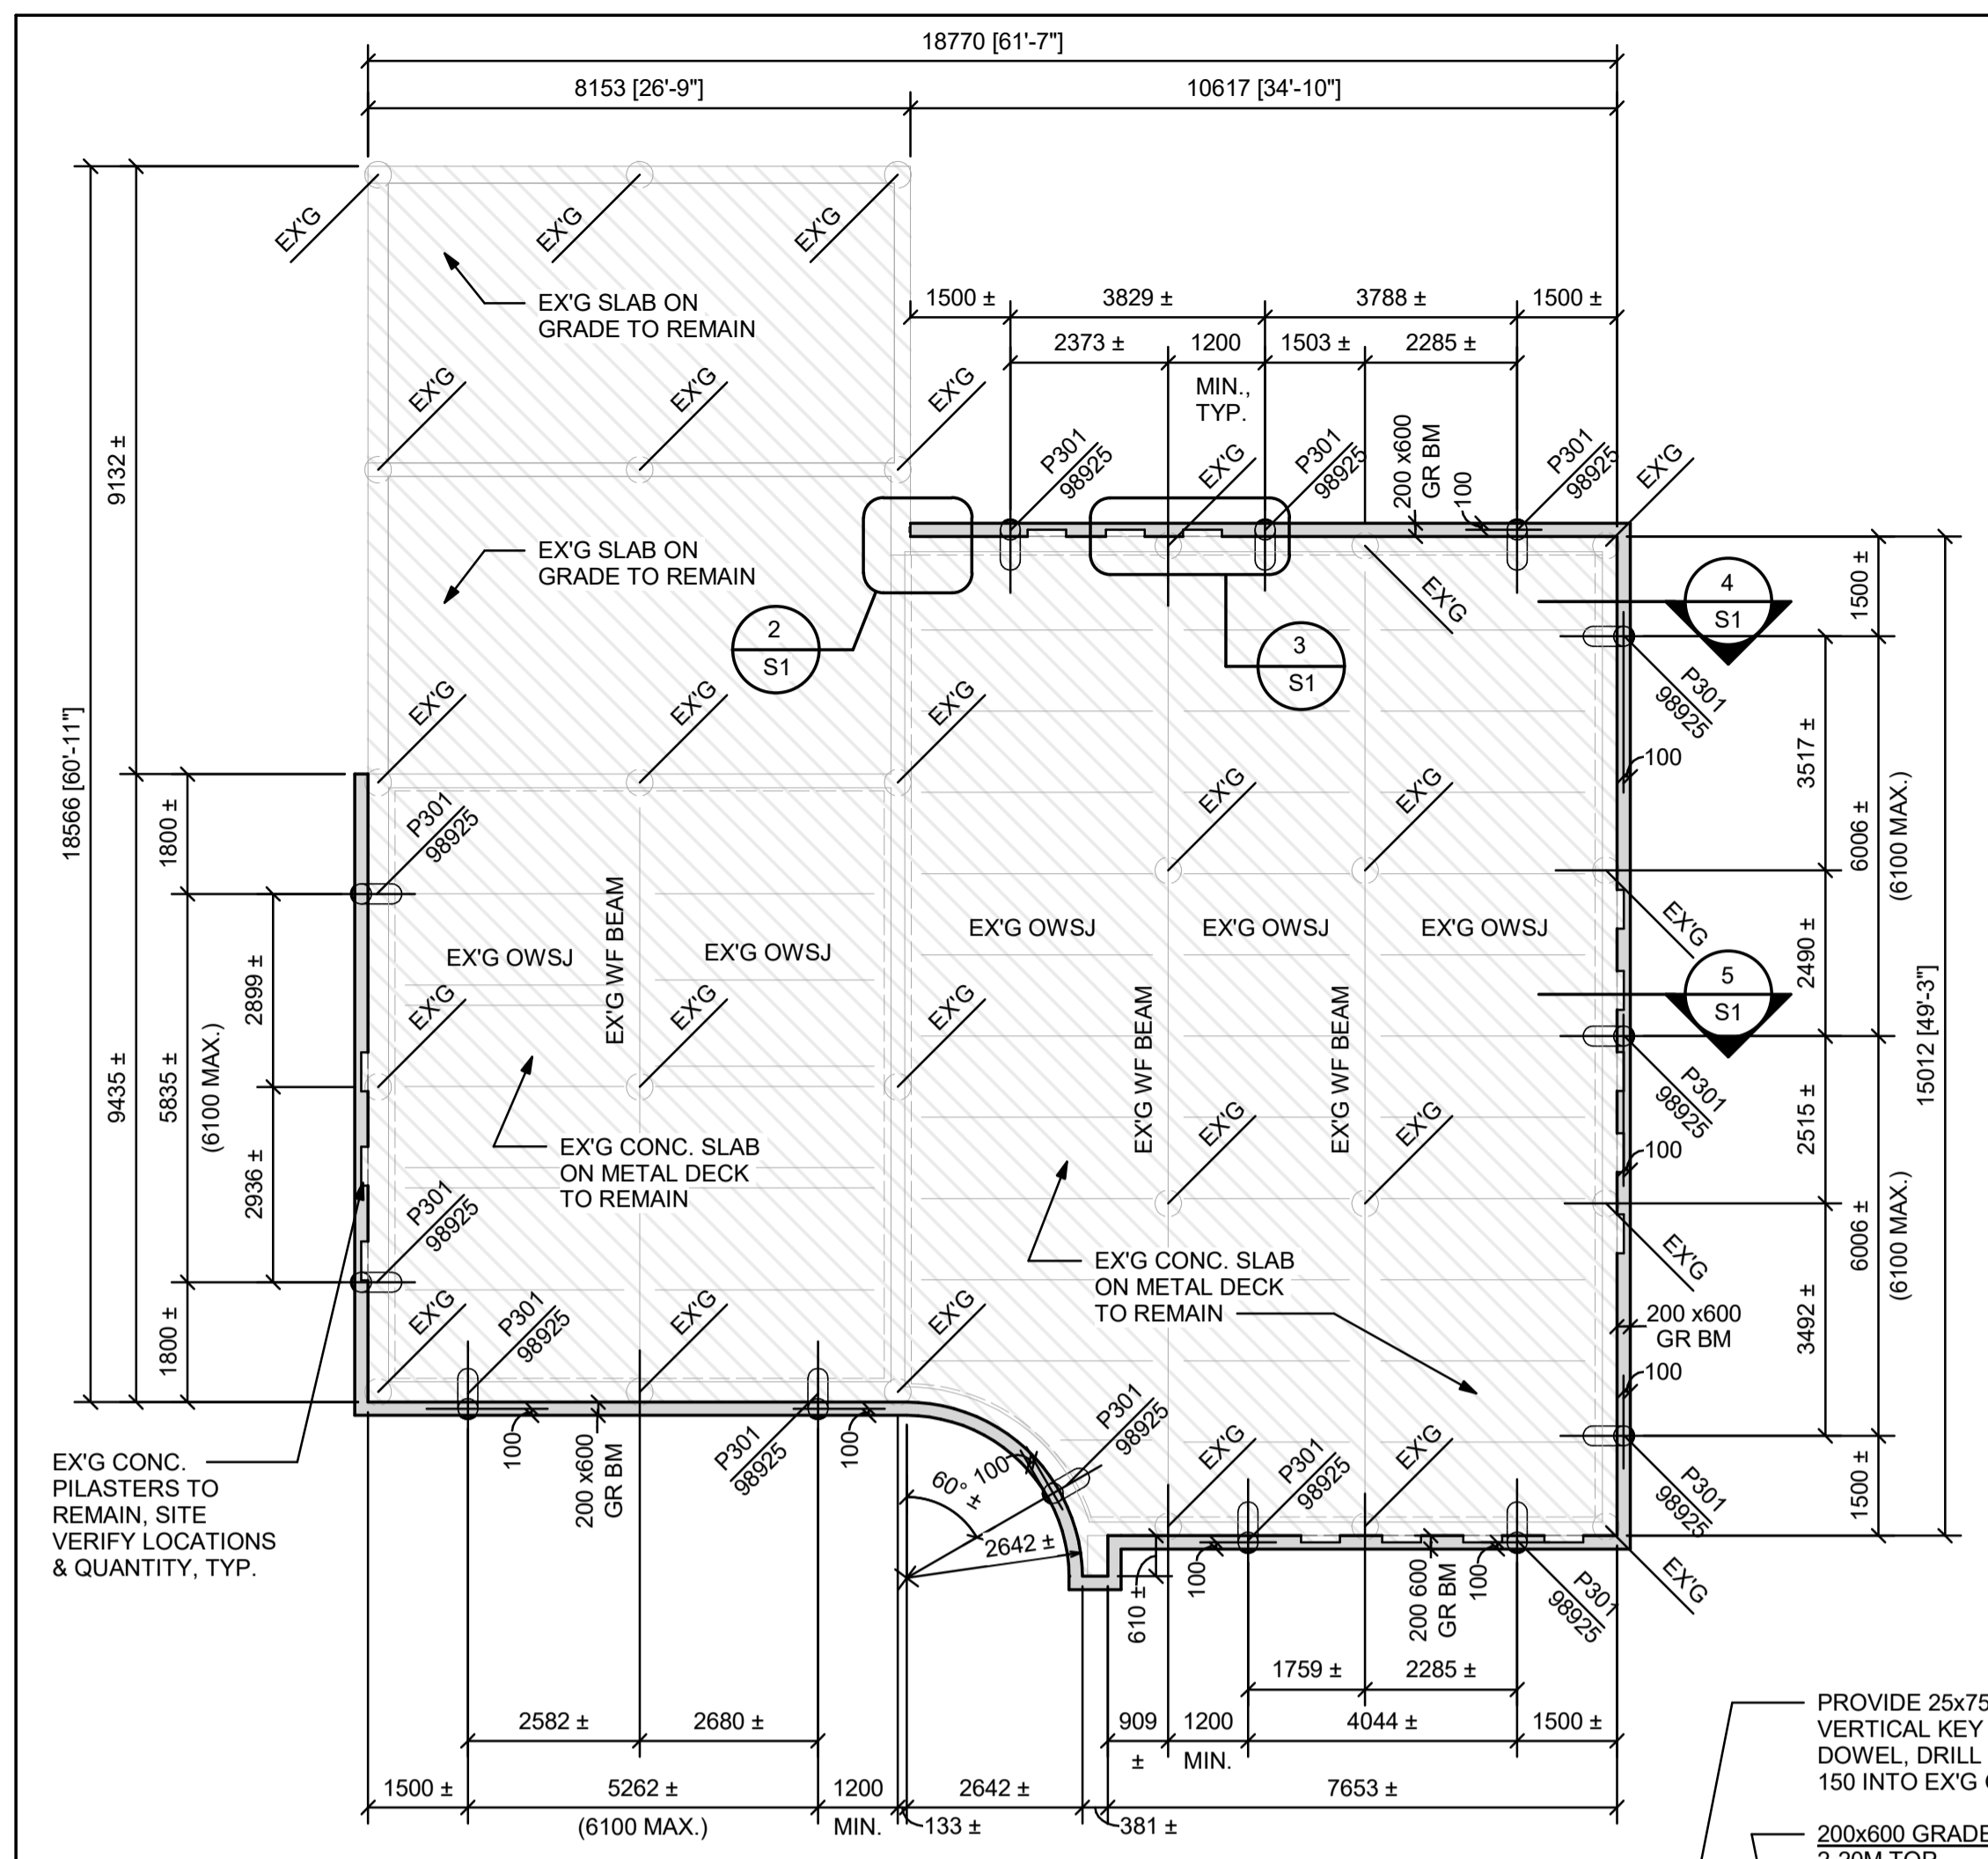 18770 [61'-7"]
8153 [26'-9"]
10617 [34'-10"]
EX'G
EX'G
EX'G
EX'G SLAB ON
GRADE TO REMAIN
1500 ±
3829 ±
3788 ±
1500 ±
2373 ±
1200
1503 ±
2285 ±
MIN.,
TYP.
EX'G
EX'G
EX'G
9132 ±
P301
98925
EX'G
P301
98925
200 x600
GR BM
100
P301
98925
EX'G
EX'G SLAB ON
GRADE TO REMAIN
2
S1
3
S1
EX'G
4
S1
1500 ±
P301
98925
100
3517 ±
6006 ±
(6100 MAX.)
18566 [60'-11"]
EX'G
EX'G
EX'G
1800 ±
P301
98925
EX'G
EX'G
EX'G WF BEAM
EX'G OWSJ
EX'G OWSJ
EX'G OWSJ
EX'G OWSJ
EX'G OWSJ
EX'G
2490 ±
5
S1
15012 [49'-3"]
2899 ±
EX'G
EX'G
EX'G
EX'G WF BEAM
EX'G WF BEAM
9435 ±
5835 ±
(6100 MAX.)
P301
98925
100
2515 ±
EX'G CONC. SLAB
ON METAL DECK
TO REMAIN
EX'G
EX'G
2936 ±
P301
98925
6006 ±
(6100 MAX.)
EX'G CONC. SLAB
ON METAL DECK
TO REMAIN
EX'G
200 x600
GR BM
3492 ±
100
1800 ±
EX'G
P301
98925
EX'G
EX'G
EX'G CONC.
PILASTERS TO
REMAIN, SITE
VERIFY LOCATIONS
& QUANTITY, TYP.
100
200 x600
GR BM
P301
98925
100
60° ±
100
P301
98925
EX'G
P301
98925
EX'G
P301
98925
1500 ±
2642 ±
610 ±
100
200 600
GR BM
100
P301
98925
EX'G
1759 ±
2285 ±
2582 ±
2680 ±
909
±
1200
MIN.
4044 ±
1500 ±
1500 ±
5262 ±
(6100 MAX.)
1200
MIN.
133 ±
2642 ±
381 ±
7653 ±
PROVIDE 25x75
VERTICAL KEY
DOWEL, DRILL
150 INTO EX'G
200x600 GRADE
2-20M TOP